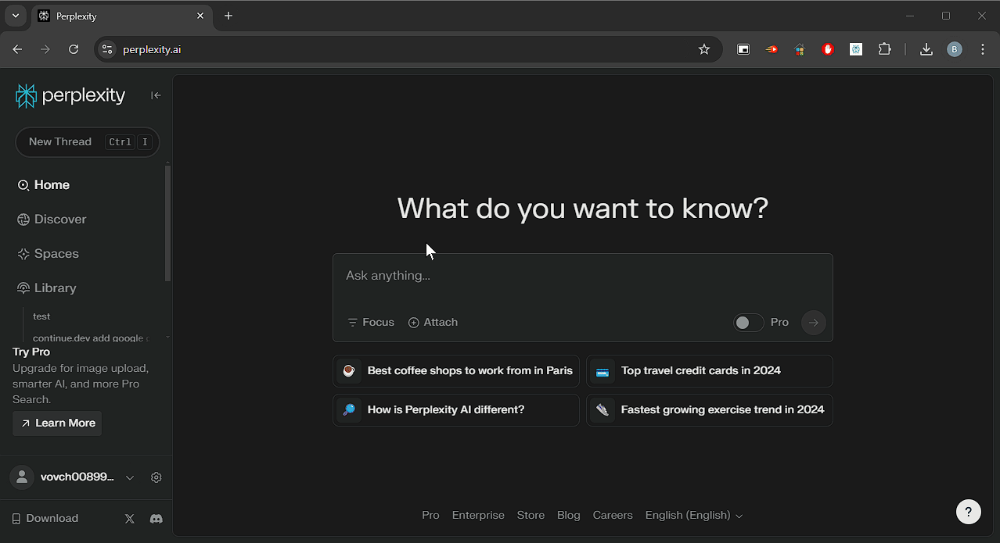 Perplexity
perplexity.ai
B
perplexity
New Thread Ctrl I
Home
Discover
Spaces
Library
test
continue.dev add google
Try Pro
Upgrade for image upload,
smarter AI, and more Pro
Search.
Learn More
vovch00899...
Download
What do you want to know?
Ask anything...
Focus Attach Pro
Best coffee shops to work from in Paris
Top travel credit cards in 2024
How is Perplexity AI different?
Fastest growing exercise trend in 2024
Pro Enterprise Store Blog Careers English (English)
?